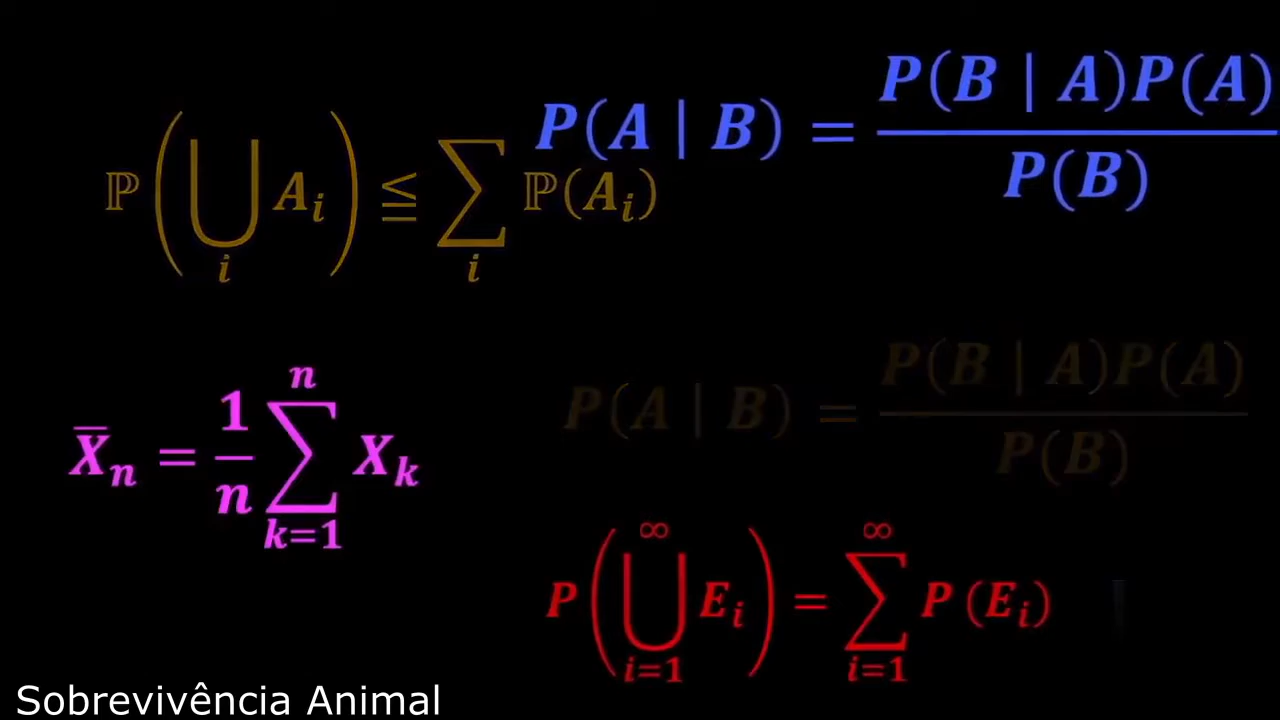 P(A | B) = P(B | A)P(A) / P(B)
ℙ(⋃_i A_i) ≦ ∑_i ℙ(A_i)
P(A | B) = P(B | A)P(A) / P(B)
X̄_n = 1/n ∑_{k=1}^n X_k
P(⋃_{i=1}^∞ E_i) = ∑_{i=1}^∞ P(E_i)
Sobrevivência Animal